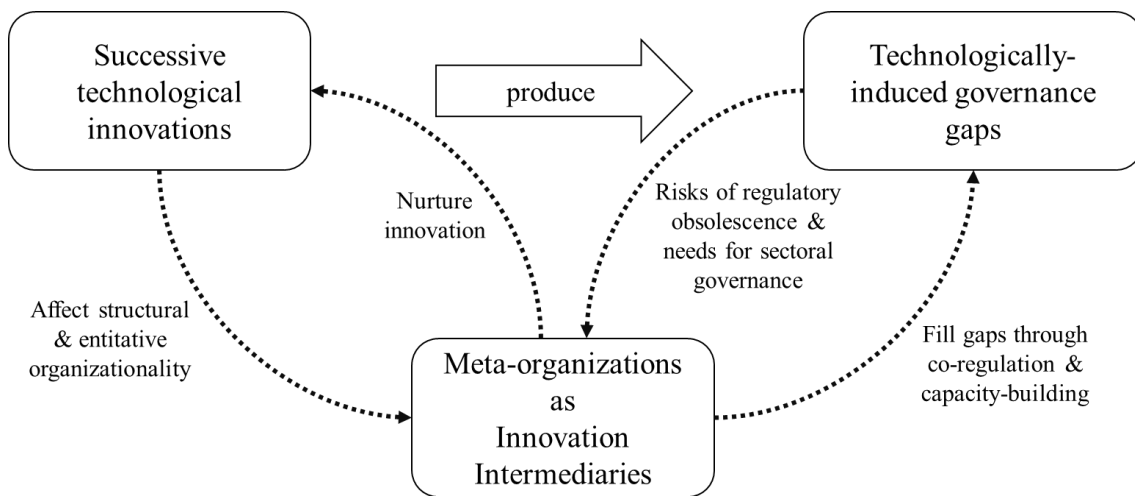 Successive
technological
innovations
produce
Technologically-
induced governance
gaps
Nurture
innovation
Risks of regulatory
obsolescence &
needs for sectoral
governance
Affect structural
& entitative
organizationality
Meta-organizations
as
Innovation
Intermediaries
Fill gaps through
co-regulation &
capacity-building